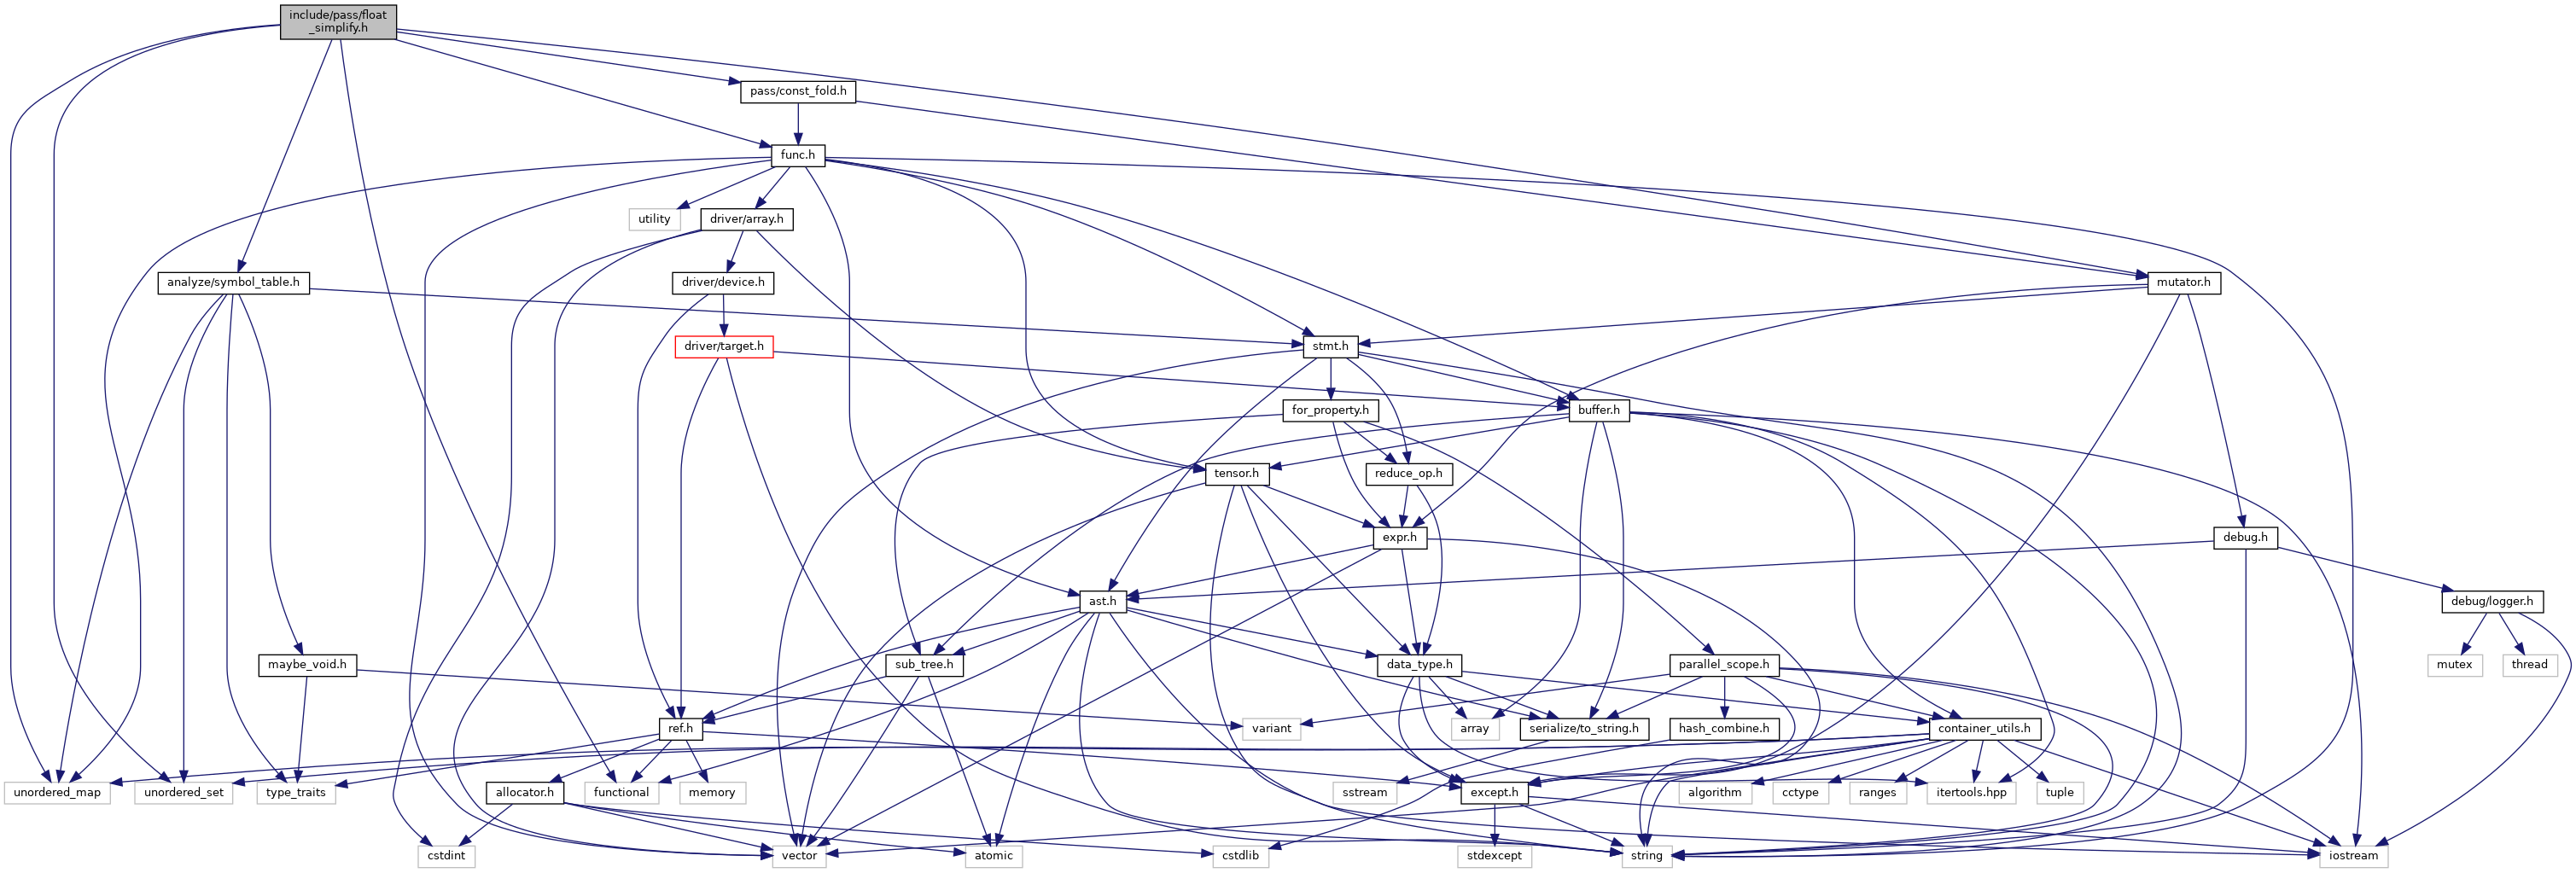 include/pass/float
_simplify.h
pass/const_fold.h
func.h
utility
driver/array.h
analyze/symbol_table.h
driver/device.h
mutator.h
driver/target.h
stmt.h
for_property.h
buffer.h
tensor.h
reduce_op.h
expr.h
debug.h
ast.h
debug/logger.h
maybe_void.h
sub_tree.h
data_type.h
parallel_scope.h
mutex
thread
ref.h
variant
array
serialize/to_string.h
hash_combine.h
container_utils.h
unordered_map
unordered_set
type_traits
allocator.h
functional
memory
sstream
except.h
algorithm
cctype
ranges
itertools.hpp
tuple
cstdint
vector
atomic
cstdlib
stdexcept
string
iostream